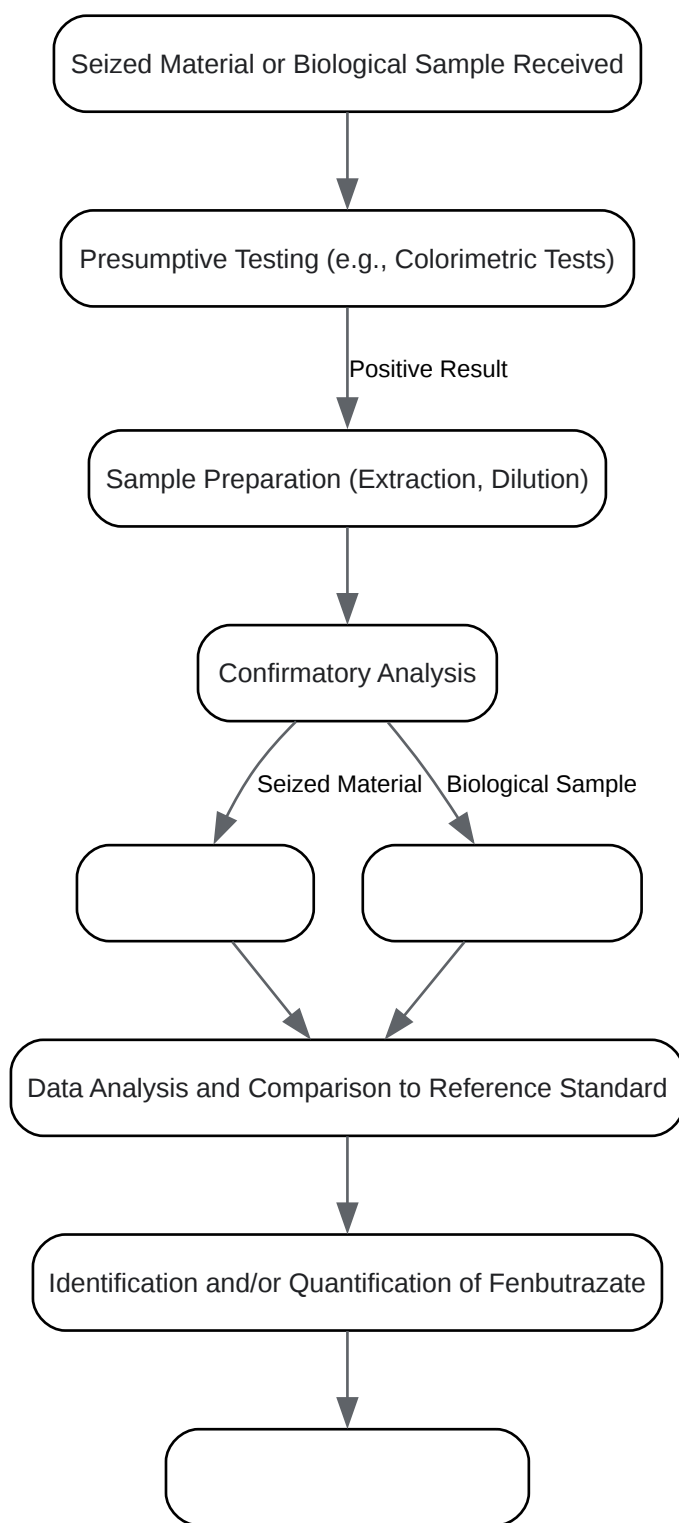 Seized Material or Biological Sample Received
Presumptive Testing (e.g., Colorimetric Tests)
Positive Result
Sample Preparation (Extraction, Dilution)
Confirmatory Analysis
Seized Material
Biological Sample
Data Analysis and Comparison to Reference Standard
Identification and/or Quantification of Fenbutrazate